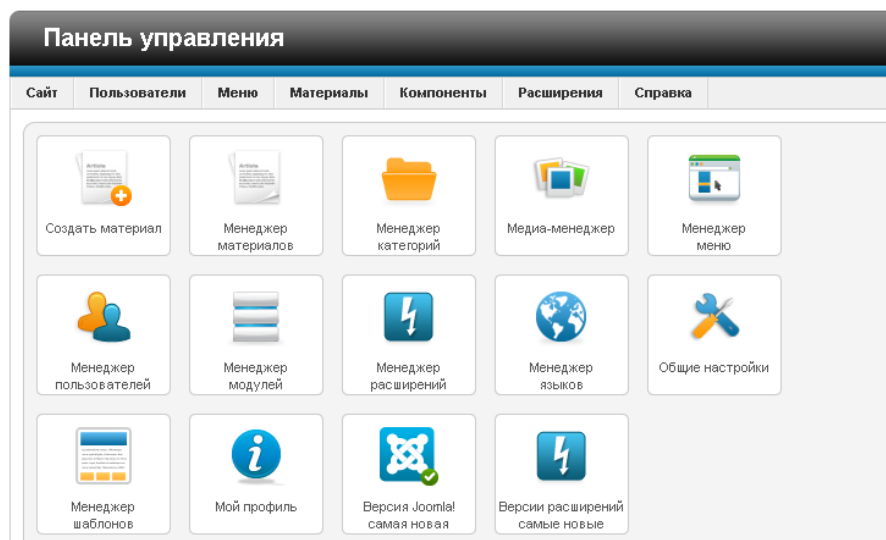 Панель управления
Сайт Пользователи Меню Материалы Компоненты Расширения Справка
Article
Article
Создать материал
Менеджер
материалов
Менеджер
категорий
Медиа-менеджер
Менеджер
меню
Менеджер
пользователей
Менеджер
модулей
Менеджер
расширений
Менеджер
языков
Общие настройки
Менеджер
шаблонов
Мой профиль
Версия Joomla!
самая новая
Версии расширений
самые новые